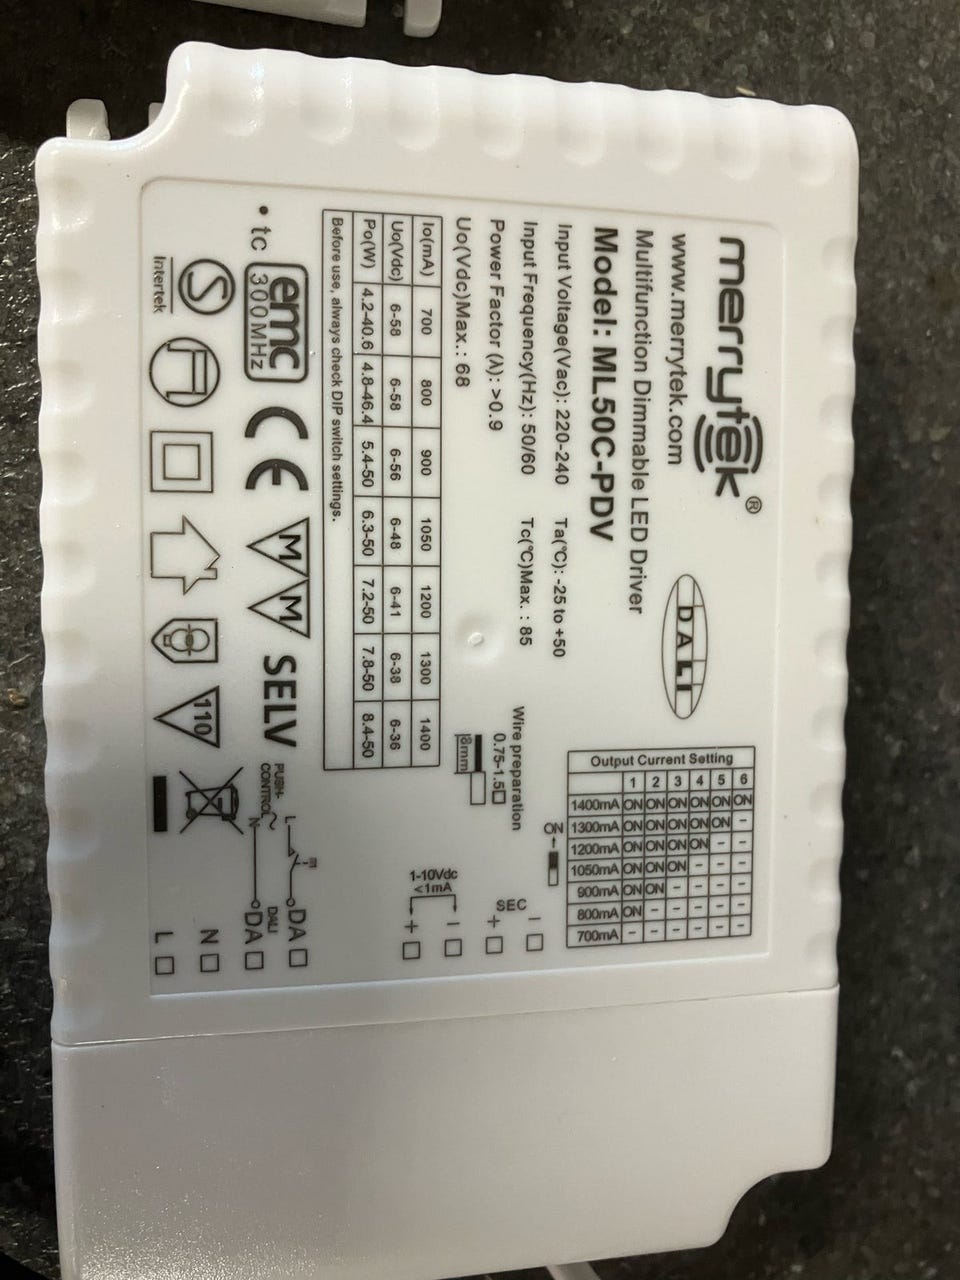 merrytek®
www.merrytek.com
DALI
Multifunction Dimmable LED Driver
Model: ML50C-PDV
Input Voltage(Vac): 220-240 Ta(℃): -25 to +50
Input Frequency(Hz): 50/60 Tc(℃)Max. : 85
Power Factor (λ): >0.9
Uo(Vdc)Max.: 68
Io(mA) 700 800 900 1050 1200 1300 1400
Uo(Vdc) 6-58 6-58 6-56 6-48 6-41 6-38 6-36
Po(W) 4.2-40.6 4.8-46.4 5.4-50 6.3-50 7.2-50 7.8-50 8.4-50
Before use, always check DIP switch settings.
• tc
emc
300MHz
CE
MM
SELV
S
Intertek
110
Output Current Setting
1 2 3 4 5 6
1400mA ON ON ON ON ON ON
1300mA ON ON ON ON ON -
1200mA ON ON ON ON - -
1050mA ON ON ON - - -
900mA ON ON - - - -
800mA ON - - - - -
700mA - - - - - -
ON ←
Wire preparation
0.75-1.5□
8mm
SEC
−
+
1-10Vdc
<1mA
−
+
PUSH-
CONTROL
L
N
DALI
DA
DA
N
L